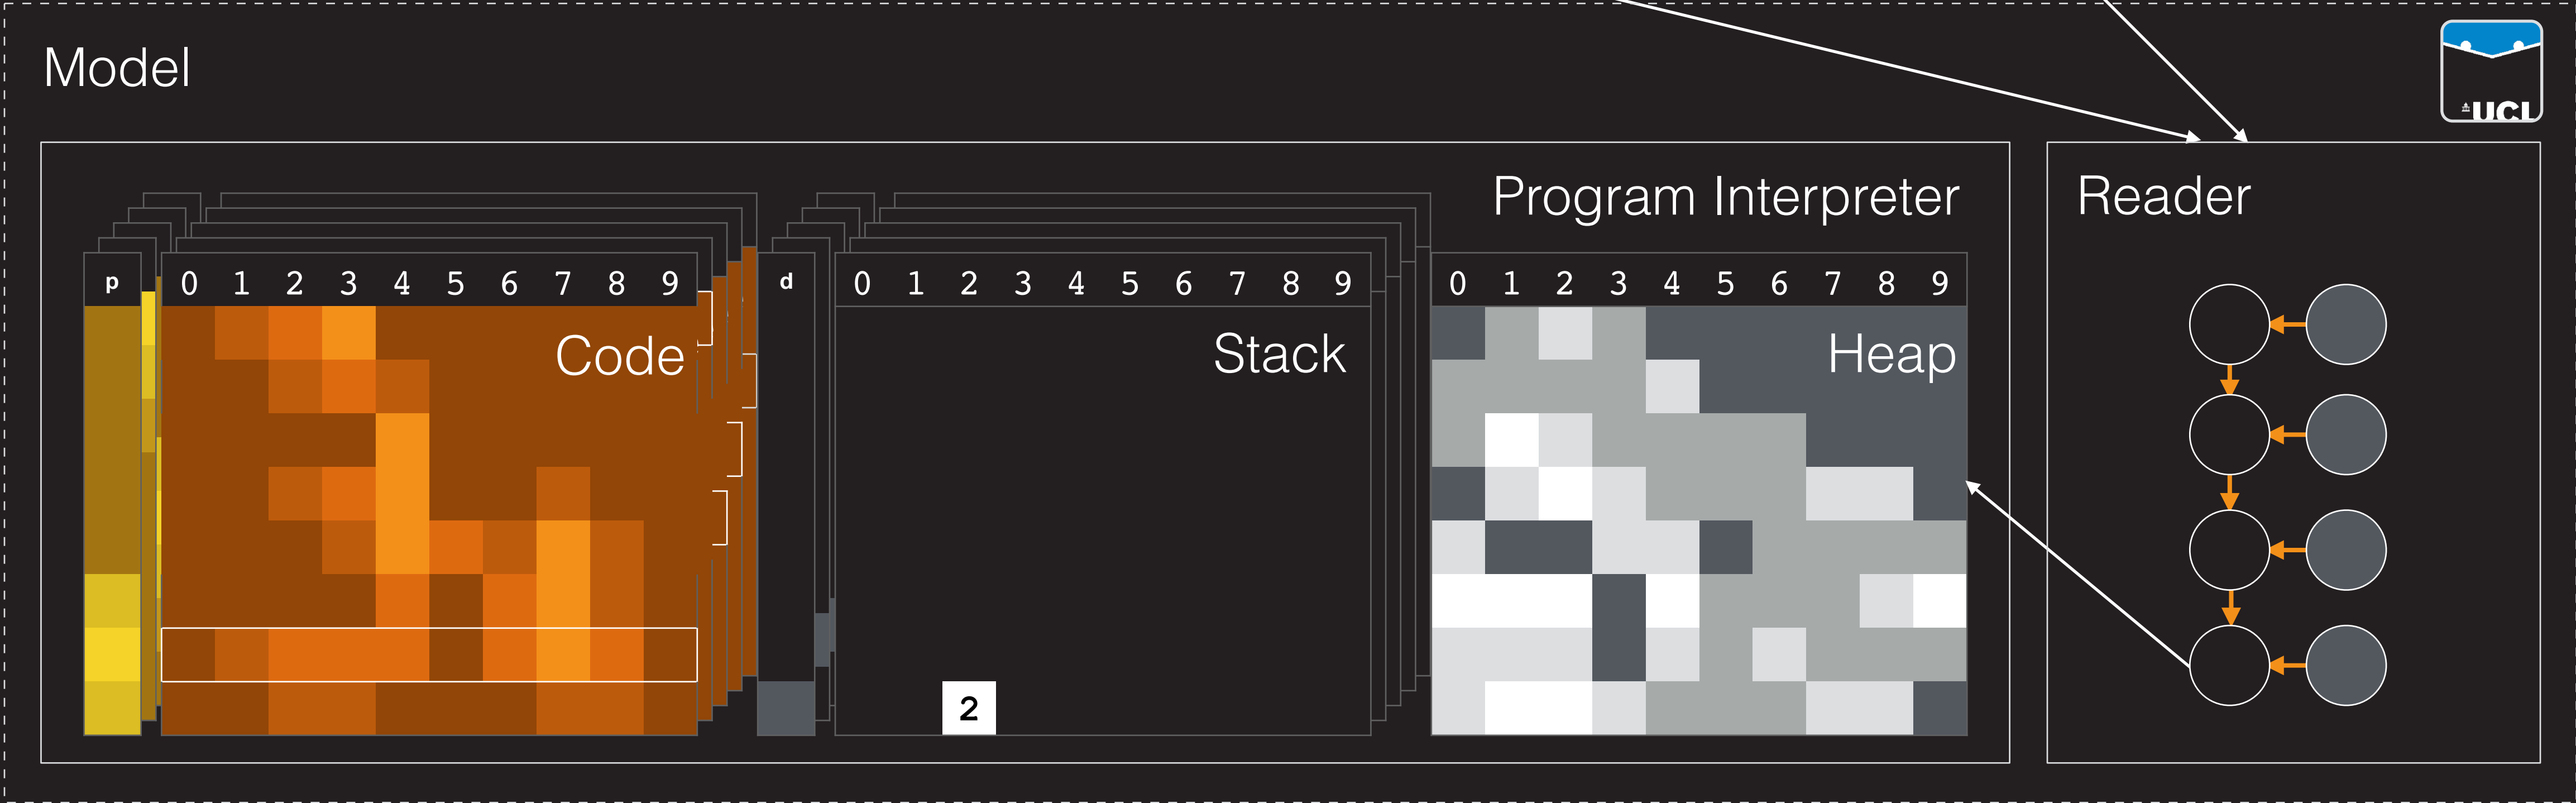 Model
UCL
Program Interpreter
Reader
p
0 1 2 3 4 5 6 7 8 9
d
0 1 2 3 4 5 6 7 8 9
0 1 2 3 4 5 6 7 8 9
Code
Stack
Heap
2